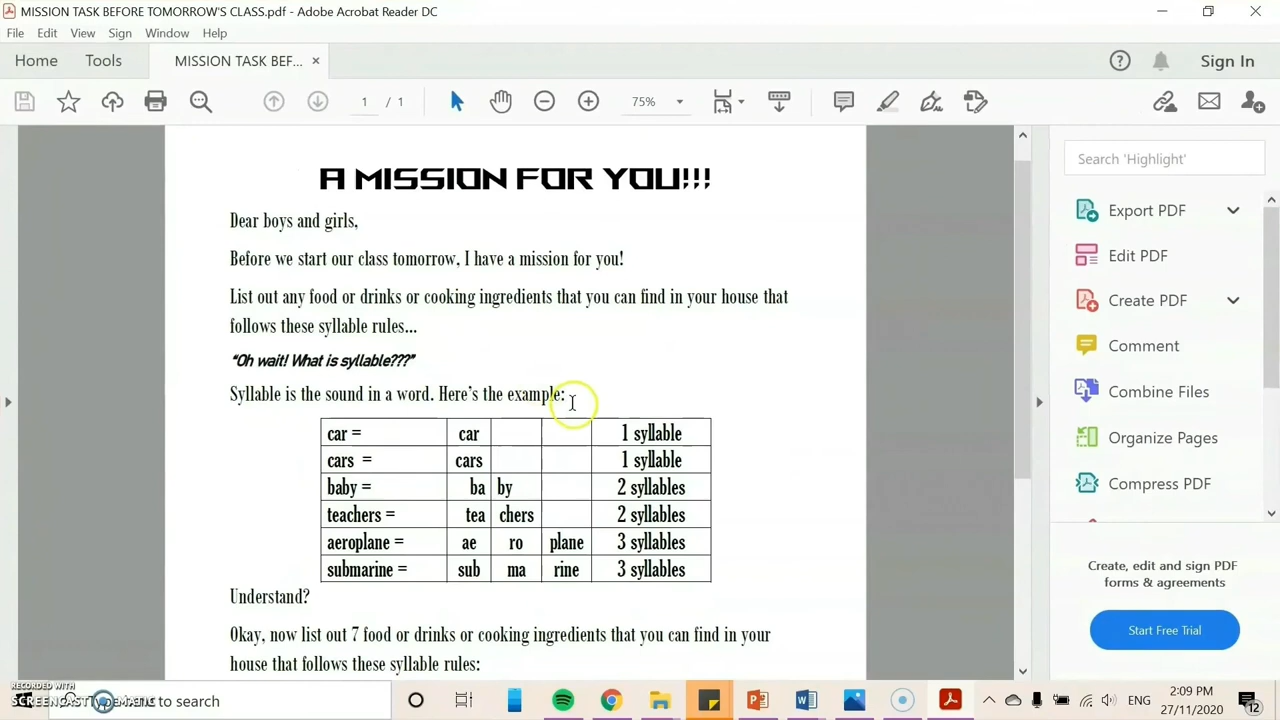 MISSION TASK BEFORE TOMORROW'S CLASS.pdf - Adobe Acrobat Reader DC
File Edit View Sign Window Help
Home Tools MISSION TASK BEF... × Sign In
1 / 1 75%
Search 'Highlight'
A MISSION FOR YOU!!!
Dear boys and girls,
Before we start our class tomorrow, I have a mission for you!
List out any food or drinks or cooking ingredients that you can find in your house that
follows these syllable rules...
"Oh wait! What is syllable???"
Syllable is the sound in a word. Here's the example:
car = car 1 syllable
cars = cars 1 syllable
baby = ba by 2 syllables
teachers = tea chers 2 syllables
aeroplane = ae ro plane 3 syllables
submarine = sub ma rine 3 syllables
Understand?
Okay, now list out 7 food or drinks or cooking ingredients that you can find in your
house that follows these syllable rules:
Export PDF
Edit PDF
Create PDF
Comment
Combine Files
Organize Pages
Compress PDF
Create, edit and sign PDF
forms & agreements
Start Free Trial
RECORDED WITH
SCREENCAST MATIC
Type here to search
ENG
2:09 PM
27/11/2020
12